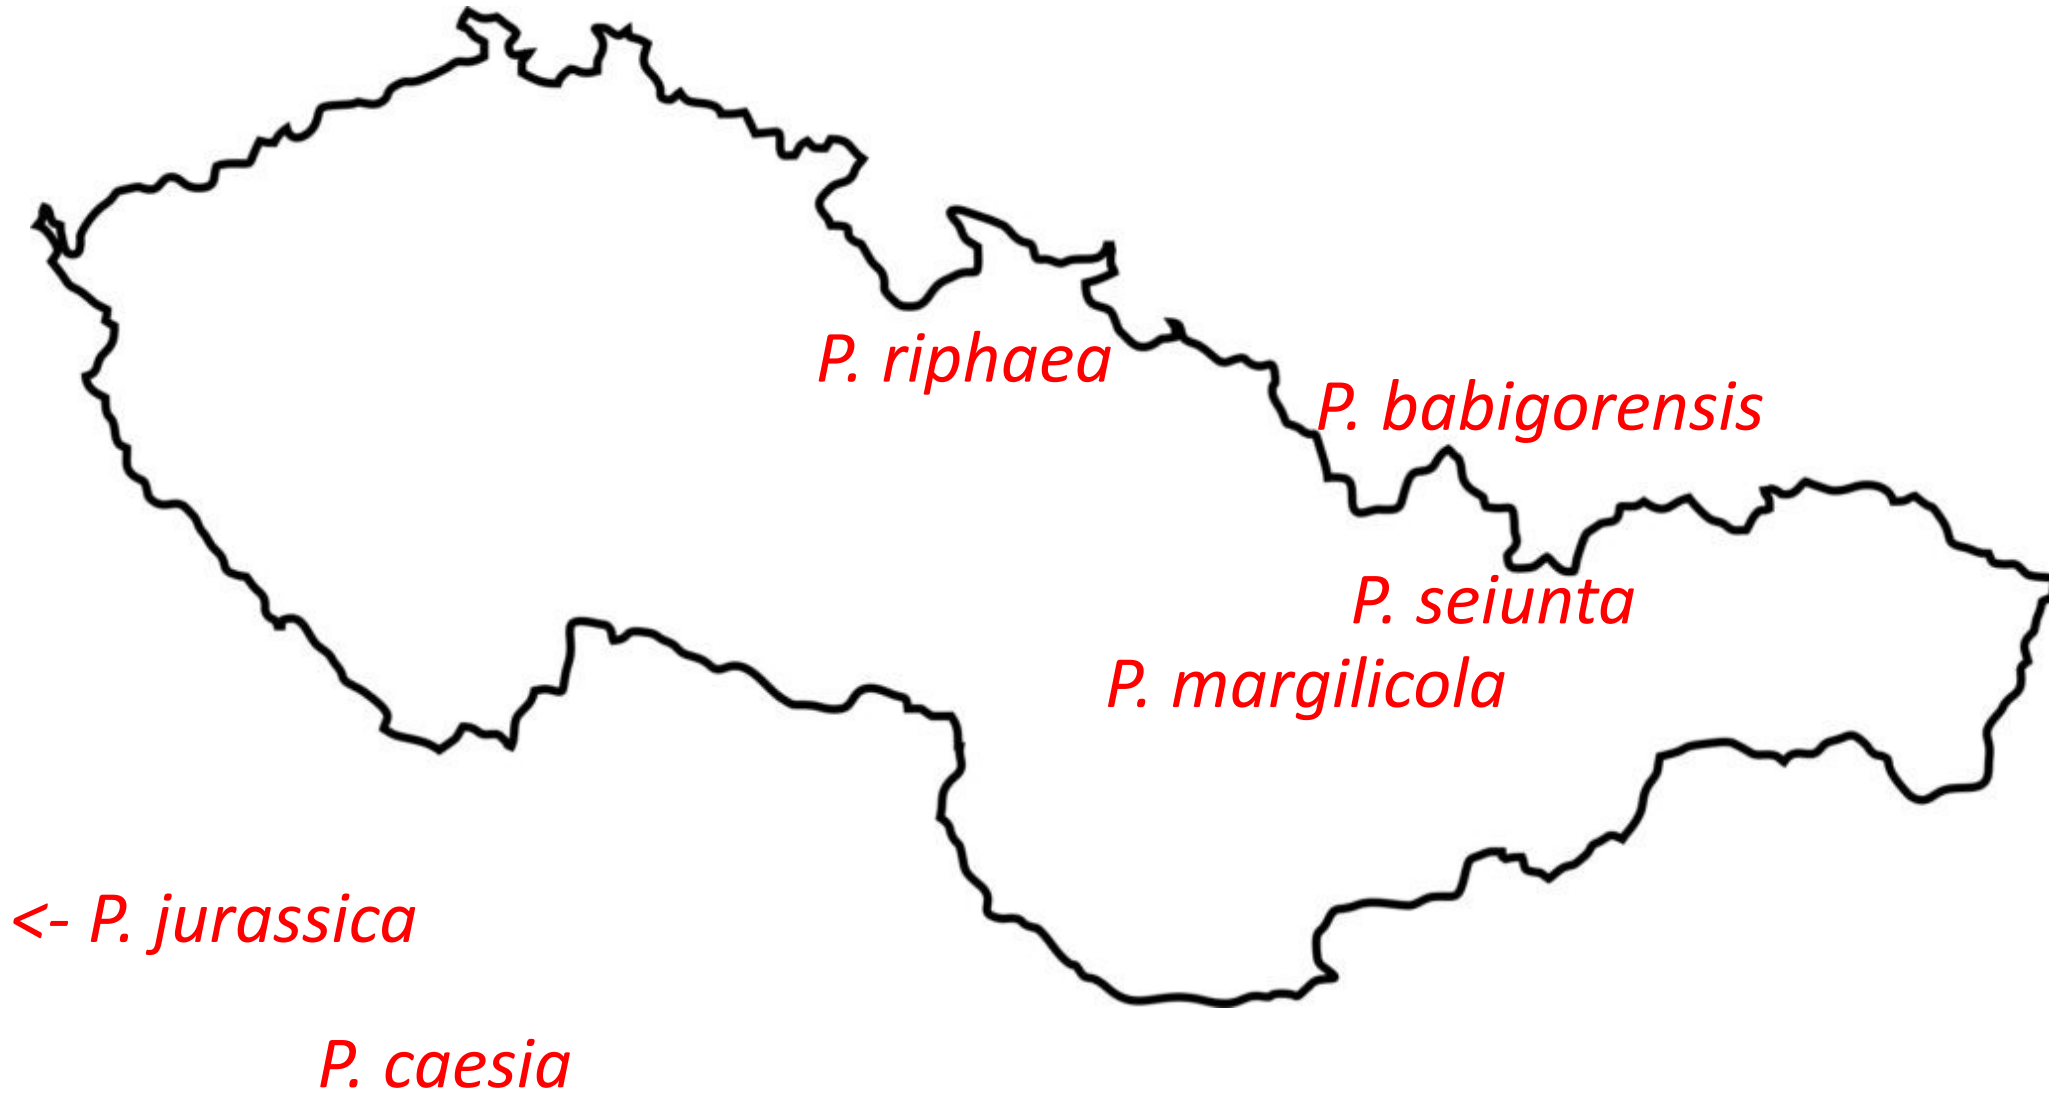 P. riphaea
P. babigorensis
P. seiunta
P. margilicola
<- P. jurassica
P. caesia